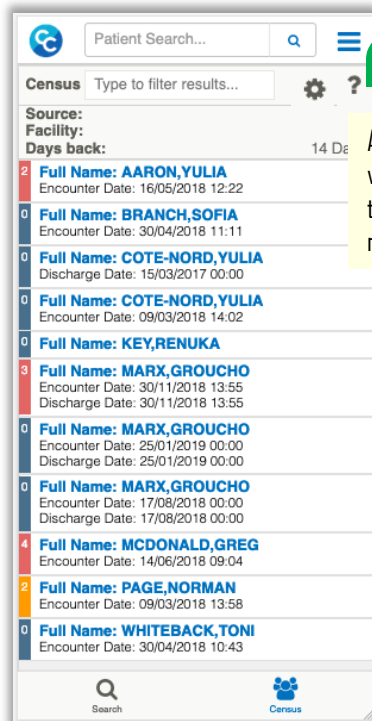 CC
Patient Search...
Census Type to filter results... ?
Source:
Facility:
Days back: 14 Da
2 Full Name: AARON,YULIA
Encounter Date: 16/05/2018 12:22
0 Full Name: BRANCH,SOFIA
Encounter Date: 30/04/2018 11:11
0 Full Name: COTE-NORD,YULIA
Discharge Date: 15/03/2017 00:00
0 Full Name: COTE-NORD,YULIA
Encounter Date: 09/03/2018 14:02
0 Full Name: KEY,RENUKA
3 Full Name: MARX,GROUCHO
Encounter Date: 30/11/2018 13:55
Discharge Date: 30/11/2018 13:55
0 Full Name: MARX,GROUCHO
Encounter Date: 25/01/2019 00:00
Discharge Date: 25/01/2019 00:00
0 Full Name: MARX,GROUCHO
Encounter Date: 17/08/2018 00:00
Discharge Date: 17/08/2018 00:00
4 Full Name: MCDONALD,GREG
Encounter Date: 14/06/2018 09:04
2 Full Name: PAGE,NORMAN
Encounter Date: 09/03/2018 13:58
0 Full Name: WHITEBACK,TONI
Encounter Date: 30/04/2018 10:43
Search Census